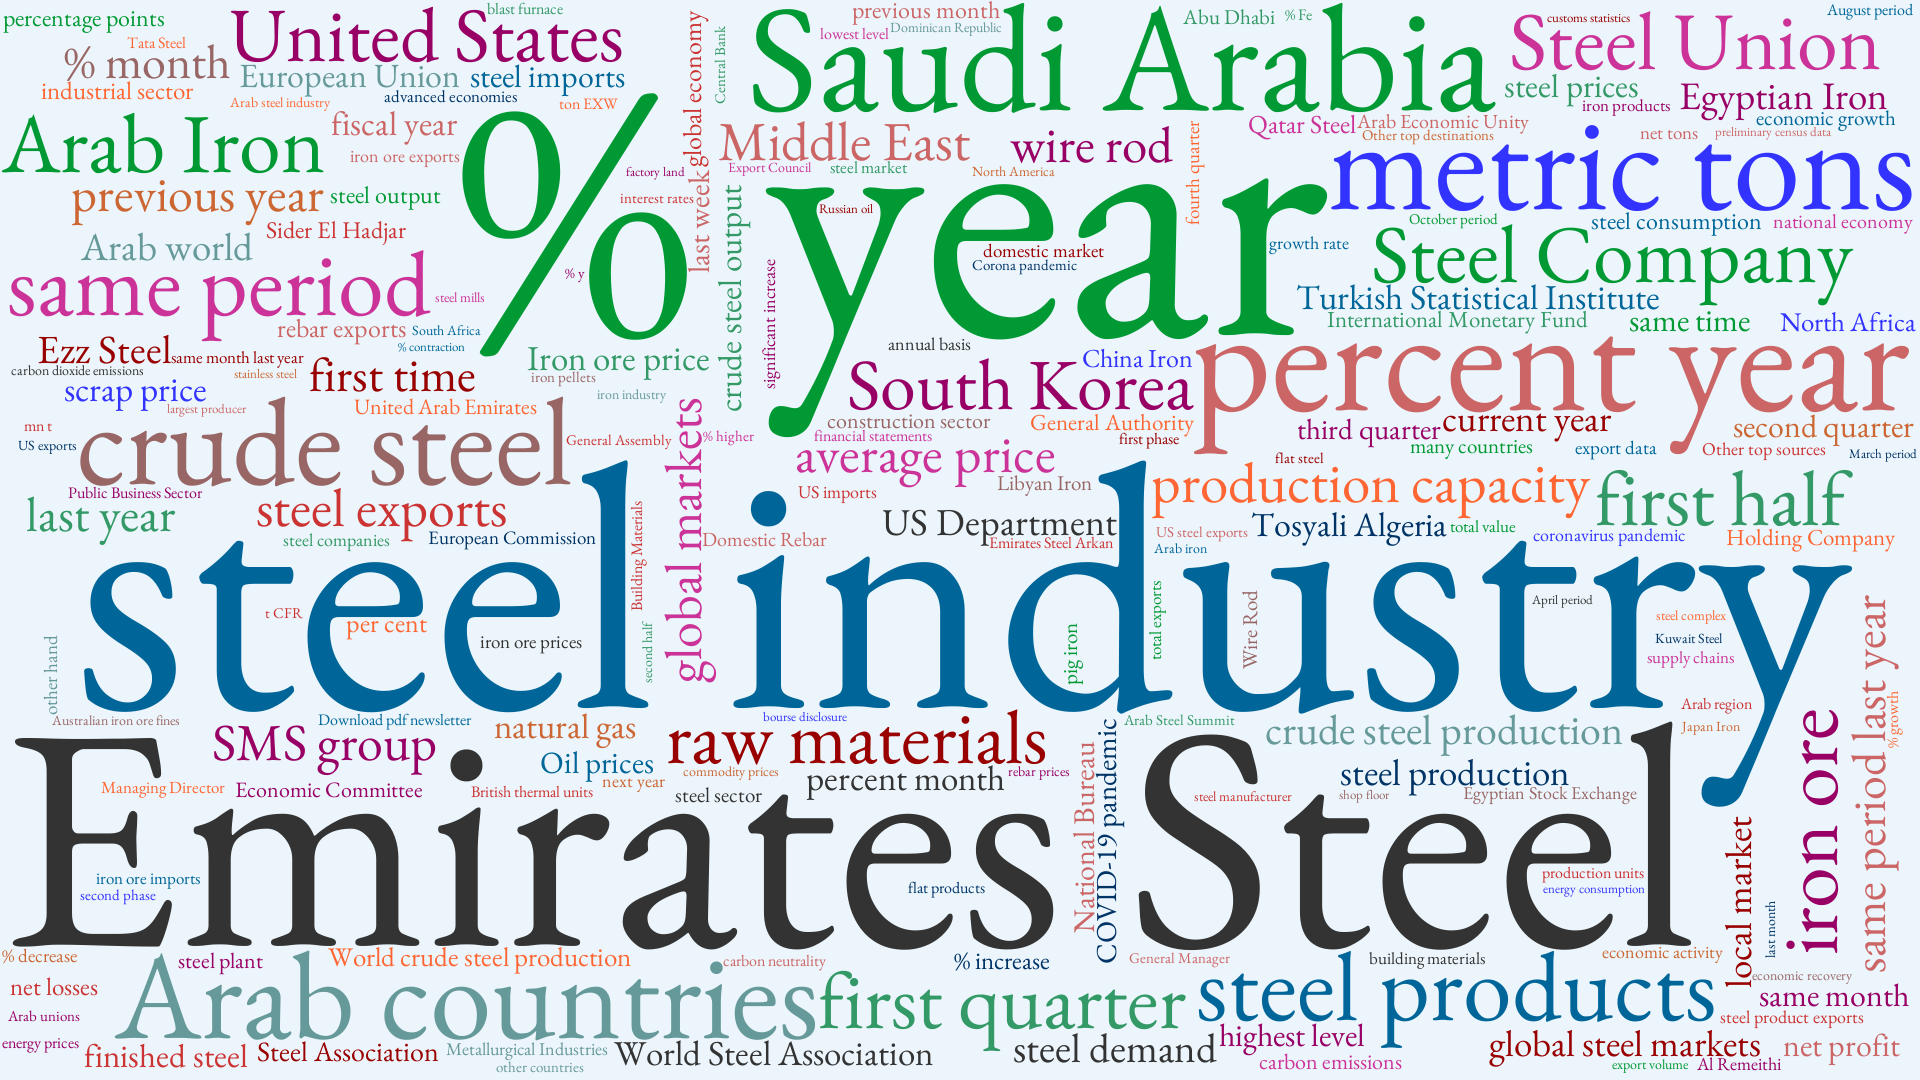 percentage points
blast furnace
United States
Saudi Arabia
previous month
lowest level
Dominican Republic
Abu Dhabi
% Fe
Steel Union
customs statistics
August period
Tata Steel
% month
European Union
steel imports
industrial sector
Arab steel industry
advanced economies
ton EXW
global economy
Central Bank
steel prices
iron products
Egyptian Iron
economic growth
Arab Iron
fiscal year
iron ore exports
% year
factory land
interest rates
last week
Middle East
Export Council
steel market
North America
wire rod
fourth quarter
Qatar Steel
Arab Economic Unity
Other top destinations
net tons
preliminary census data
metric tons
previous year
steel output
Sider El Hadjar
Russian oil
October period
steel consumption
national economy
Arab world
same period
steel mills
% y
crude steel output
significant increase
domestic market
Corona pandemic
growth rate
Steel Company
Turkish Statistical Institute
International Monetary Fund
same time
North Africa
rebar exports
South Africa
% contraction
Ezz Steel
same month last year
carbon dioxide emissions
stainless steel
first time
Iron ore price
iron pellets
iron industry
annual basis
China Iron
South Korea
percent year
scrap price
largest producer
United Arab Emirates
mn t
US exports
crude steel
General Assembly
% higher
global markets
construction sector
financial statements
General Authority
first phase
third quarter
current year
many countries
second quarter
export data
Other top sources
March period
average price
flat steel
Public Business Sector
last year
steel exports
steel companies
European Commission
Building Materials
US imports
Libyan Iron
production capacity
first half
US Department
Domestic Rebar
Emirates Steel Arkan
US steel exports
Arab iron
Tosyali Algeria
total value
coronavirus pandemic
Holding Company
steel industry
t CFR
per cent
iron ore prices
second half
pig iron
total exports
Wire Rod
April period
steel complex
Kuwait Steel
supply chains
same period last year
other hand
Australian iron ore fines
Download pdf newsletter
natural gas
bourse disclosure
Arab Steel Summit
Arab region
Japan Iron
% growth
SMS group
Oil prices
raw materials
commodity prices
percent month
rebar prices
crude steel production
steel production
Managing Director
Economic Committee
British thermal units
next year
steel sector
National Bureau
COVID-19 pandemic
steel manufacturer
shop floor
Egyptian Stock Exchange
iron ore
Emirates Steel
iron ore imports
second phase
flat products
production units
energy consumption
local market
last month
% decrease
steel plant
World crude steel production
carbon neutrality
% increase
General Manager
building materials
economic activity
economic recovery
net losses
Arab countries
first quarter
steel products
same month
Arab unions
steel product exports
energy prices
finished steel
Steel Association
Metallurgical Industries
other countries
World Steel Association
steel demand
highest level
carbon emissions
global steel markets
net profit
export volume
Al Remeithi